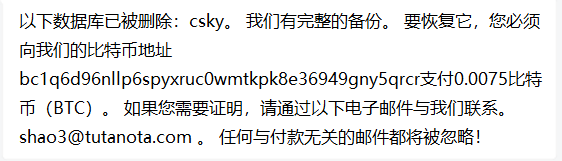 以下数据库已被删除：csky。 我们有完整的备份。 要恢复它，您必须
向我们的比特币地址
bc1q6d96nllp6spyxruc0wmtkpk8e36949gny5qrcr支付0.0075比特
币（BTC）。 如果您需要证明，请通过以下电子邮件与我们联系。
shao3@tutanota.com 。 任何与付款无关的邮件都将被忽略！